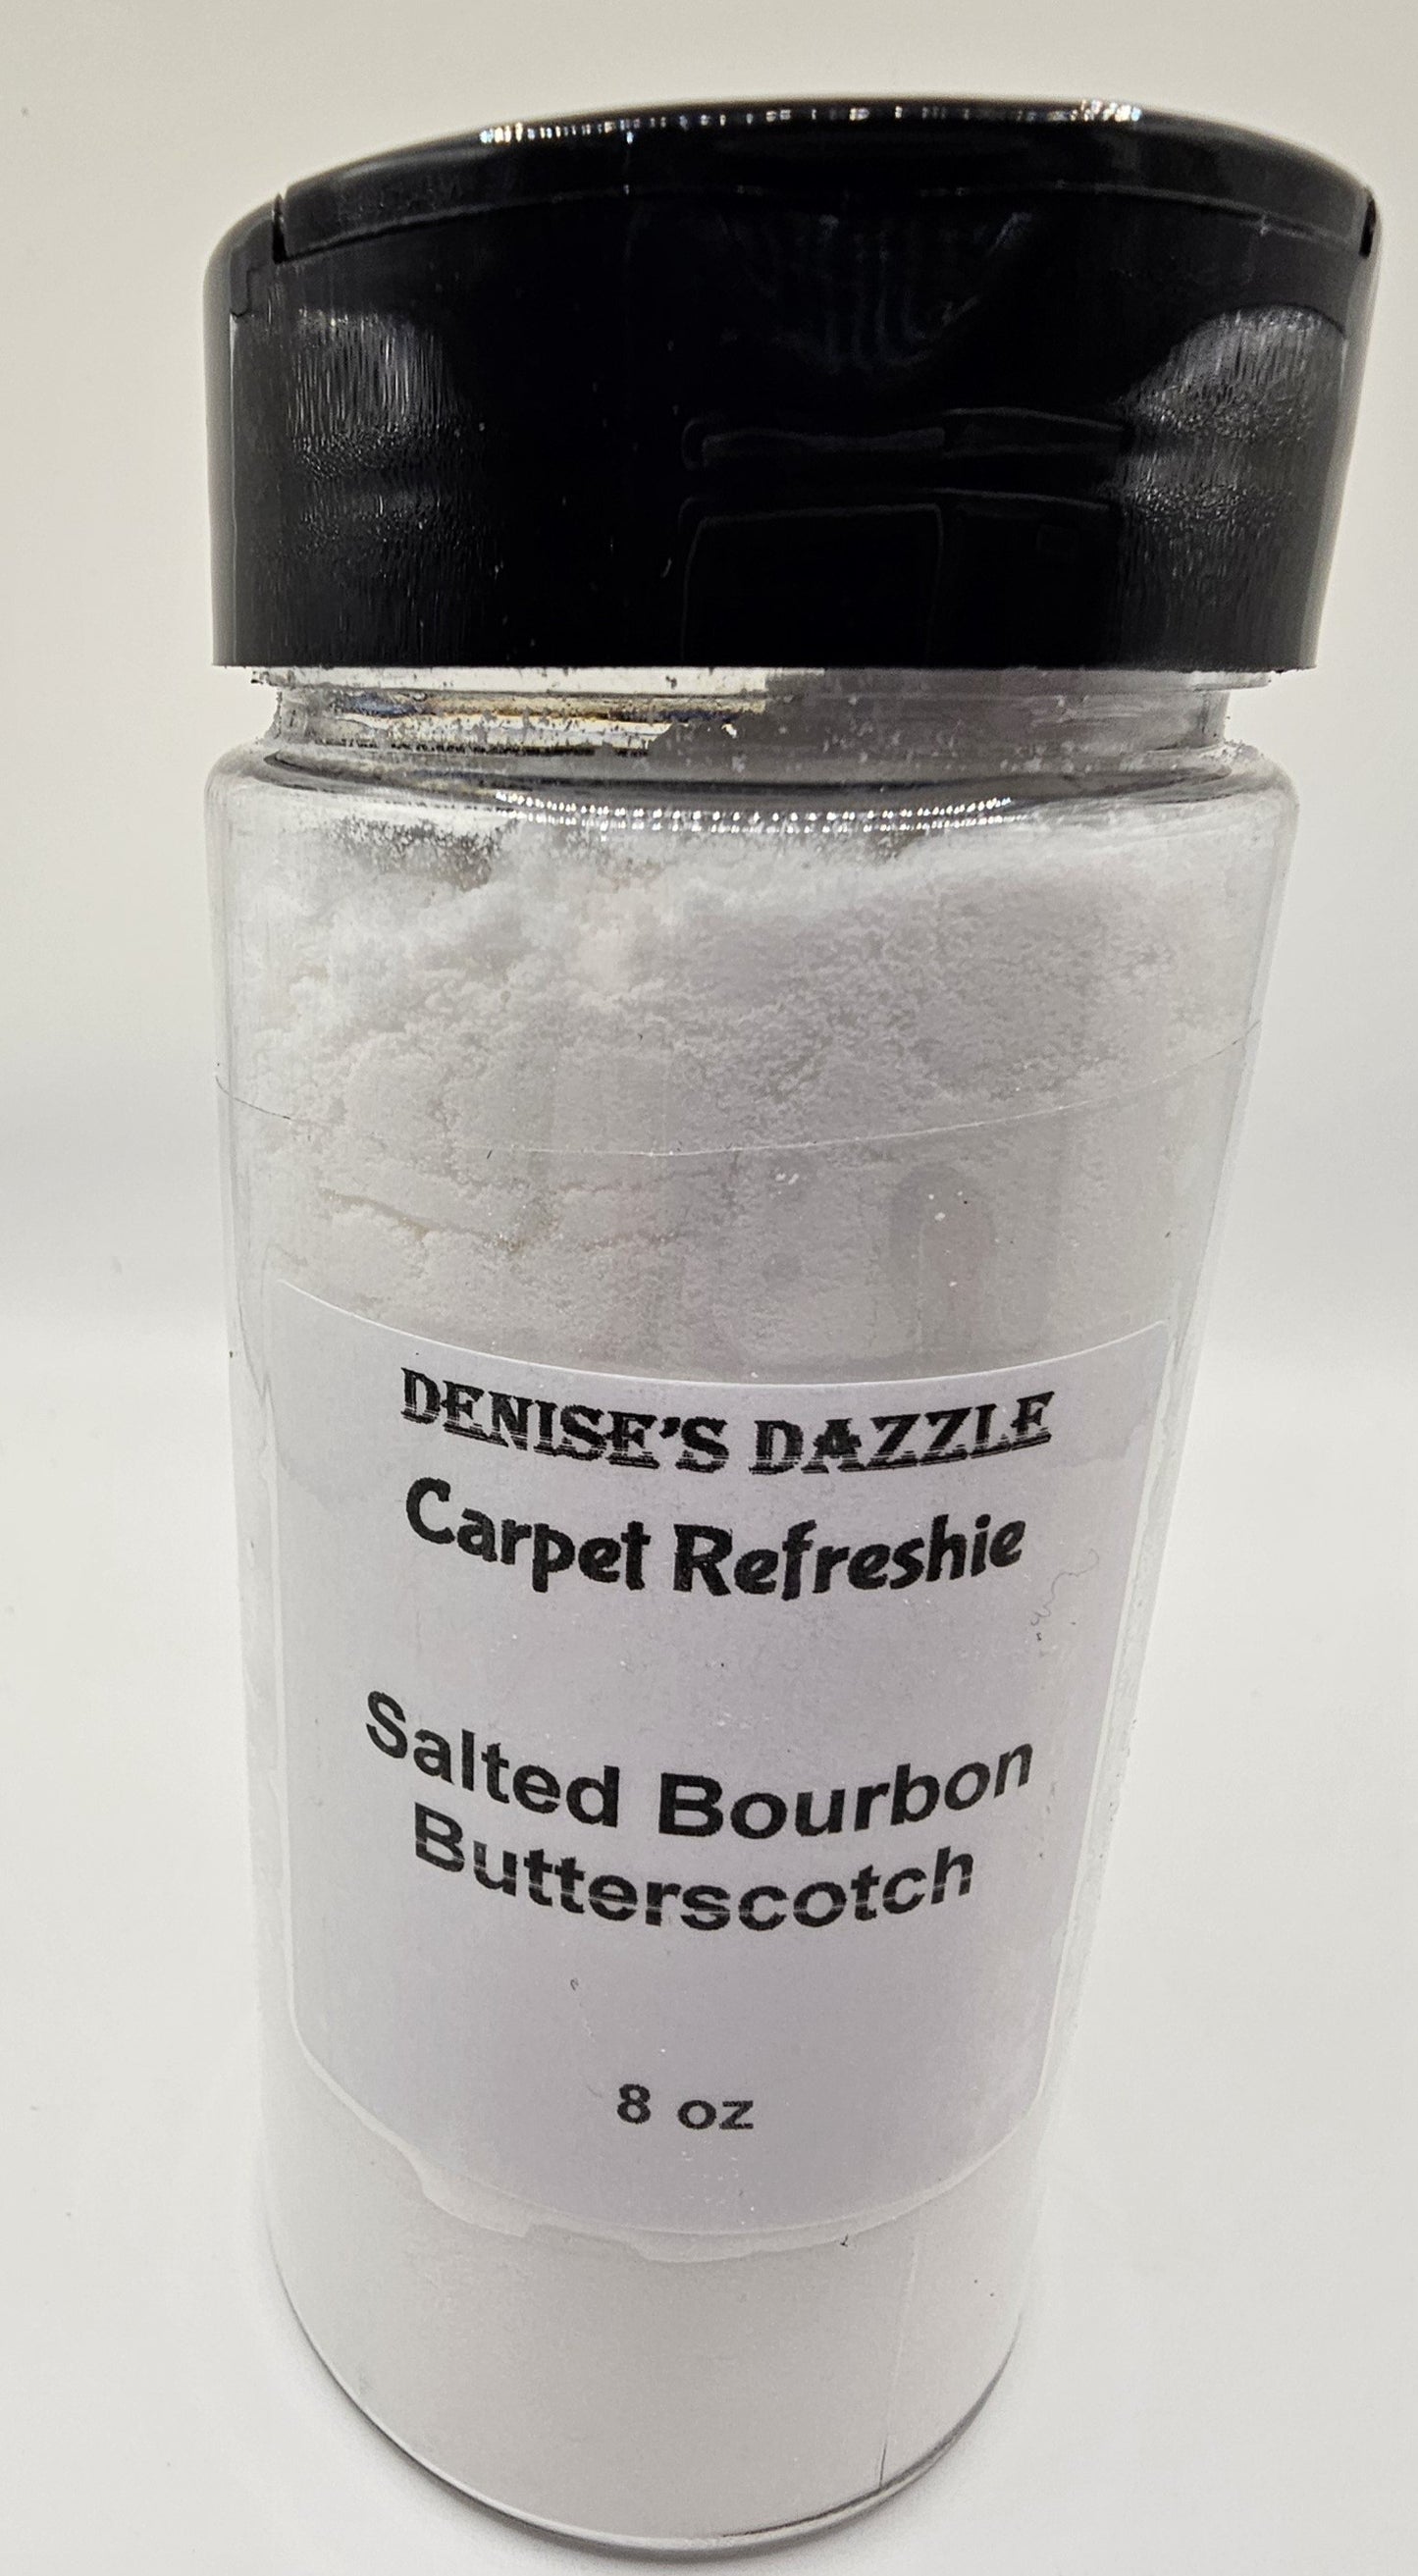 DENISE'S DAZZLE
Carpet Refreshie
Salted Bourbon
Butterscotch
8 oz